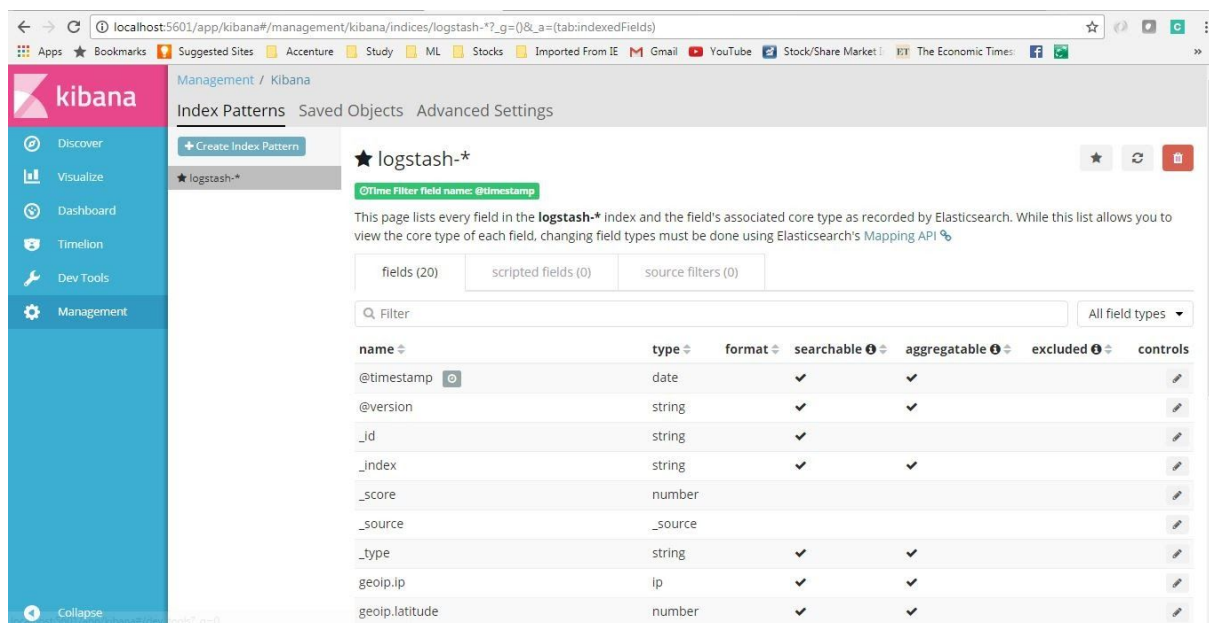 localhost:5601/app/kibana#/management/kibana/indices/logstash-*?_g=()&_a=(tab:indexedFields)
Apps Bookmarks Suggested Sites Accenture Study ML Stocks Imported From IE Gmail YouTube Stock/Share Market I ET The Economic Times: »
kibana
Discover
Visualize
Dashboard
Timelion
Dev Tools
Management
Collapse
Management / Kibana
Index Patterns Saved Objects Advanced Settings
+ Create Index Pattern
★ logstash-*
★ logstash-*
Time Filter field name: @timestamp
This page lists every field in the logstash-* index and the field's associated core type as recorded by Elasticsearch. While this list allows you to
view the core type of each field, changing field types must be done using Elasticsearch's Mapping API
fields (20) scripted fields (0) source filters (0)
Filter All field types
name type format searchable aggregatable excluded controls
@timestamp date ✔ ✔
@version string ✔ ✔
_id string ✔
_index string ✔ ✔
_score number
_source _source
_type string ✔ ✔
geoip.ip ip ✔ ✔
geoip.latitude number ✔ ✔